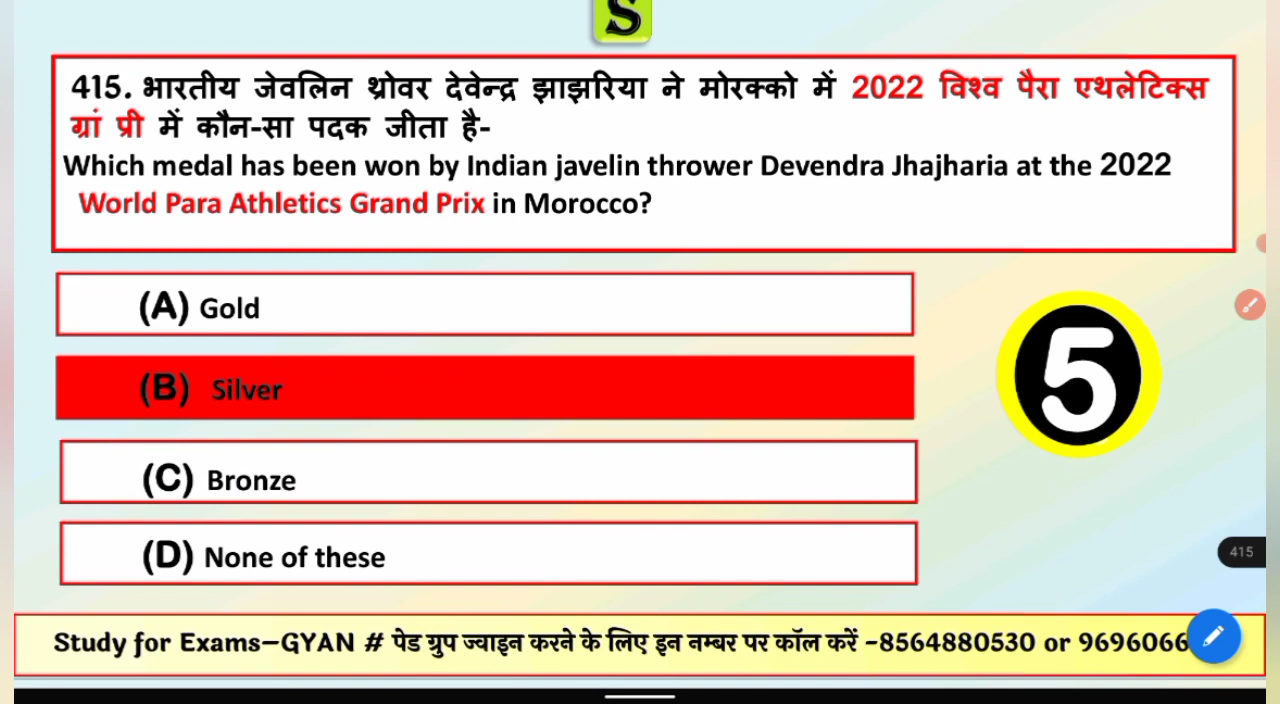 S
415. भारतीय जेवलिन थ्रोवर देवेन्द्र झाझरिया ने मोरक्को में 2022 विश्व पैरा एथलेटिक्स
ग्रां प्री में कौन-सा पदक जीता है-
Which medal has been won by Indian javelin thrower Devendra Jhajharia at the 2022
World Para Athletics Grand Prix in Morocco?
(A) Gold
(B) Silver
5
(C) Bronze
(D) None of these
415
Study for Exams–GYAN # पेड ग्रुप ज्वाइन करने के लिए इन नम्बर पर कॉल करें -8564880530 or 9696066